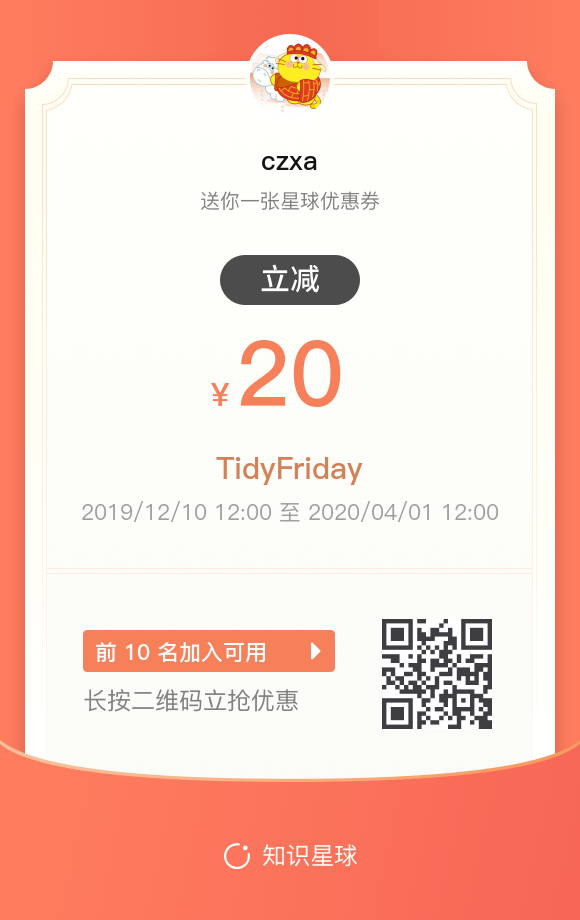 czxa
送你一张星球优惠券
立减
¥20
TidyFriday
2019/12/10 12:00 至 2020/04/01 12:00
前 10 名加入可用
长按二维码立抢优惠
知识星球